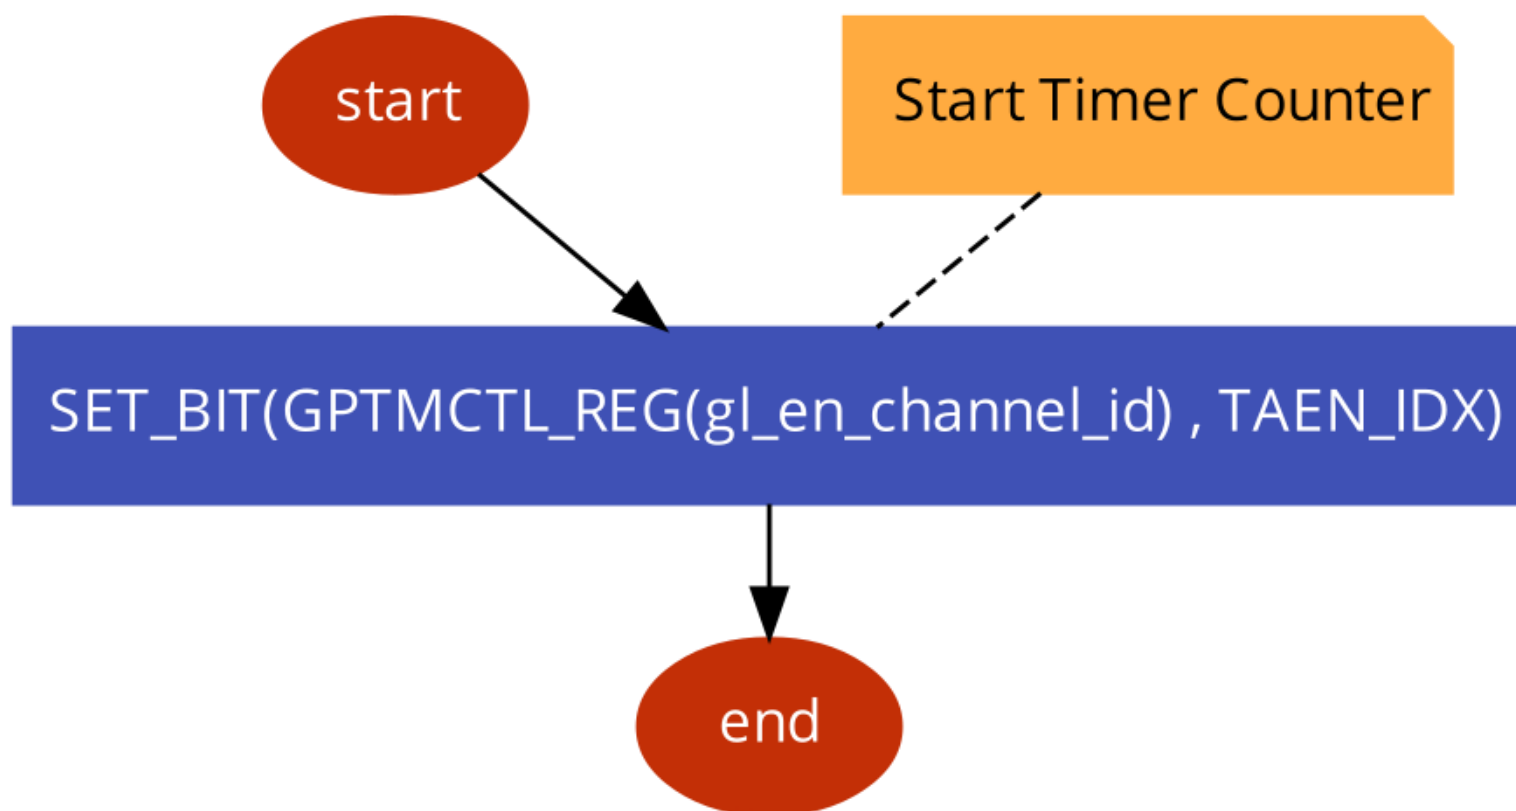 start
Start Timer Counter
SET_BIT(GPTMCTL_REG(gl_en_channel_id) , TAEN_IDX)
end